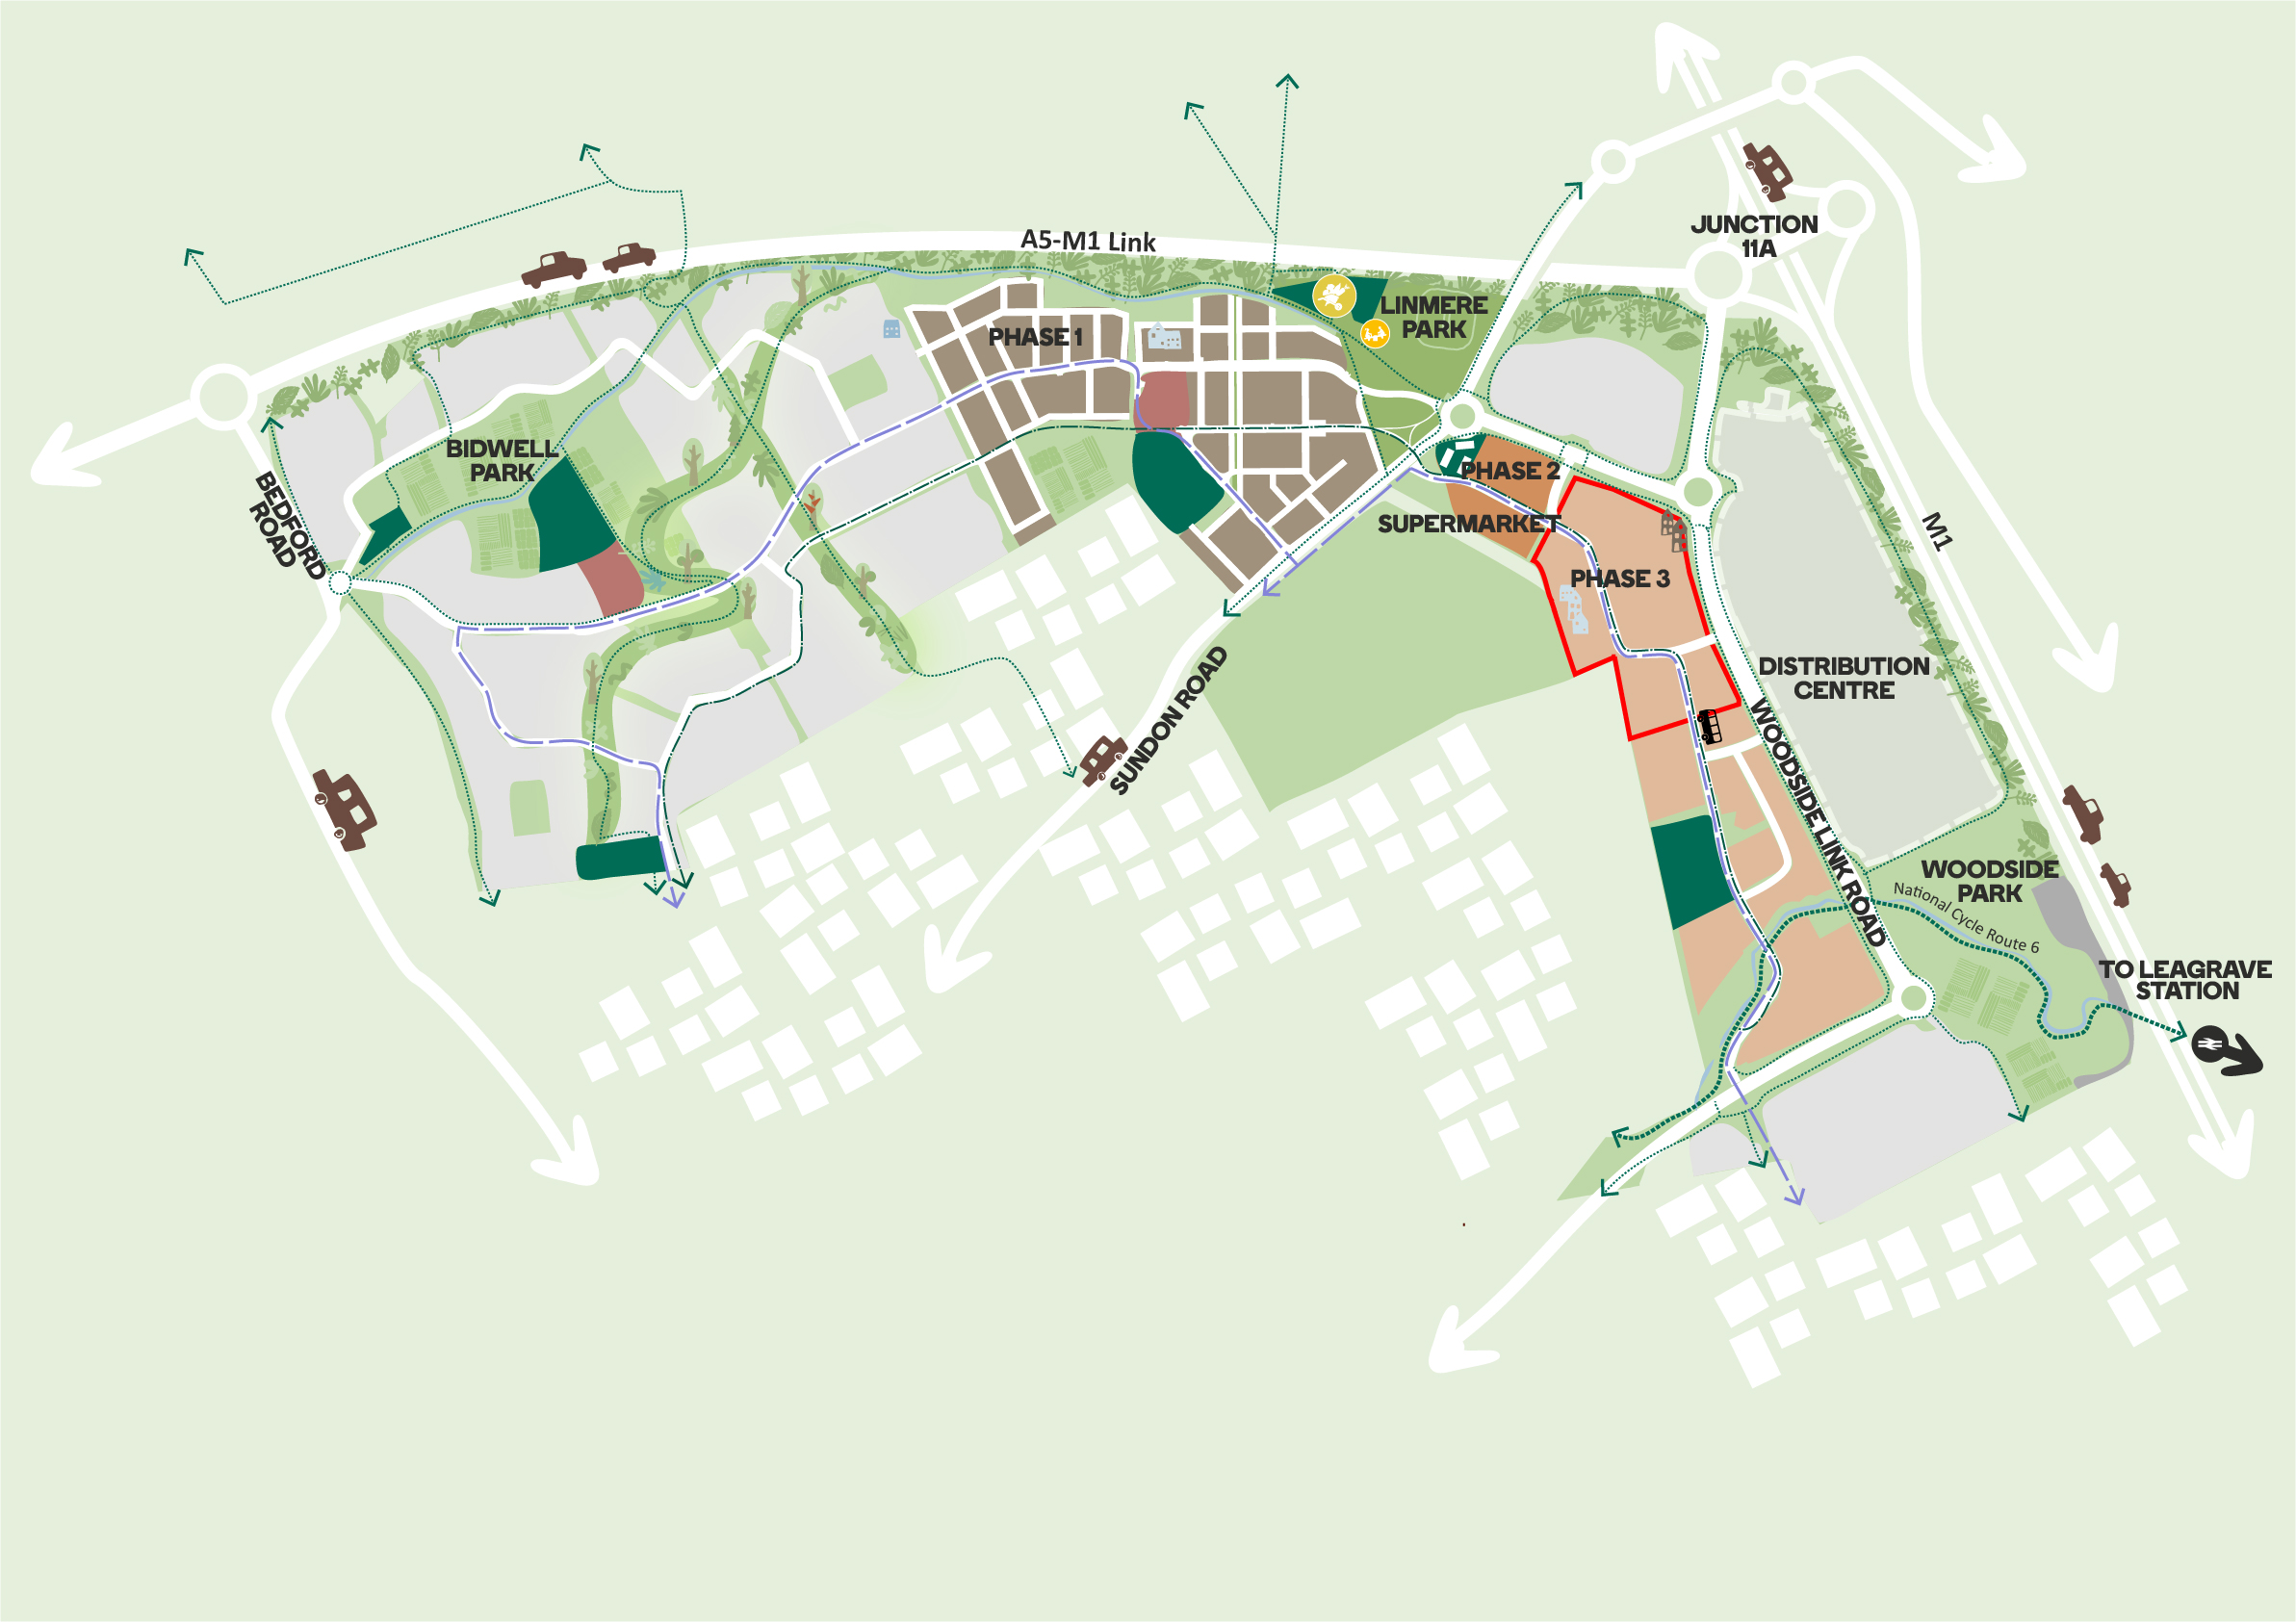 JUNCTION
11A
A5-M1 Link
LINMERE
PARK
PHASE 1
BIDWELL
PARK
PHASE 2
BEDFORD
ROAD
SUPERMARKET
M1
PHASE 3
DISTRIBUTION
CENTRE
SUNDON ROAD
WOODSIDE LINK ROAD
WOODSIDE
PARK
National Cycle Route 6
TO LEAGRAVE
STATION